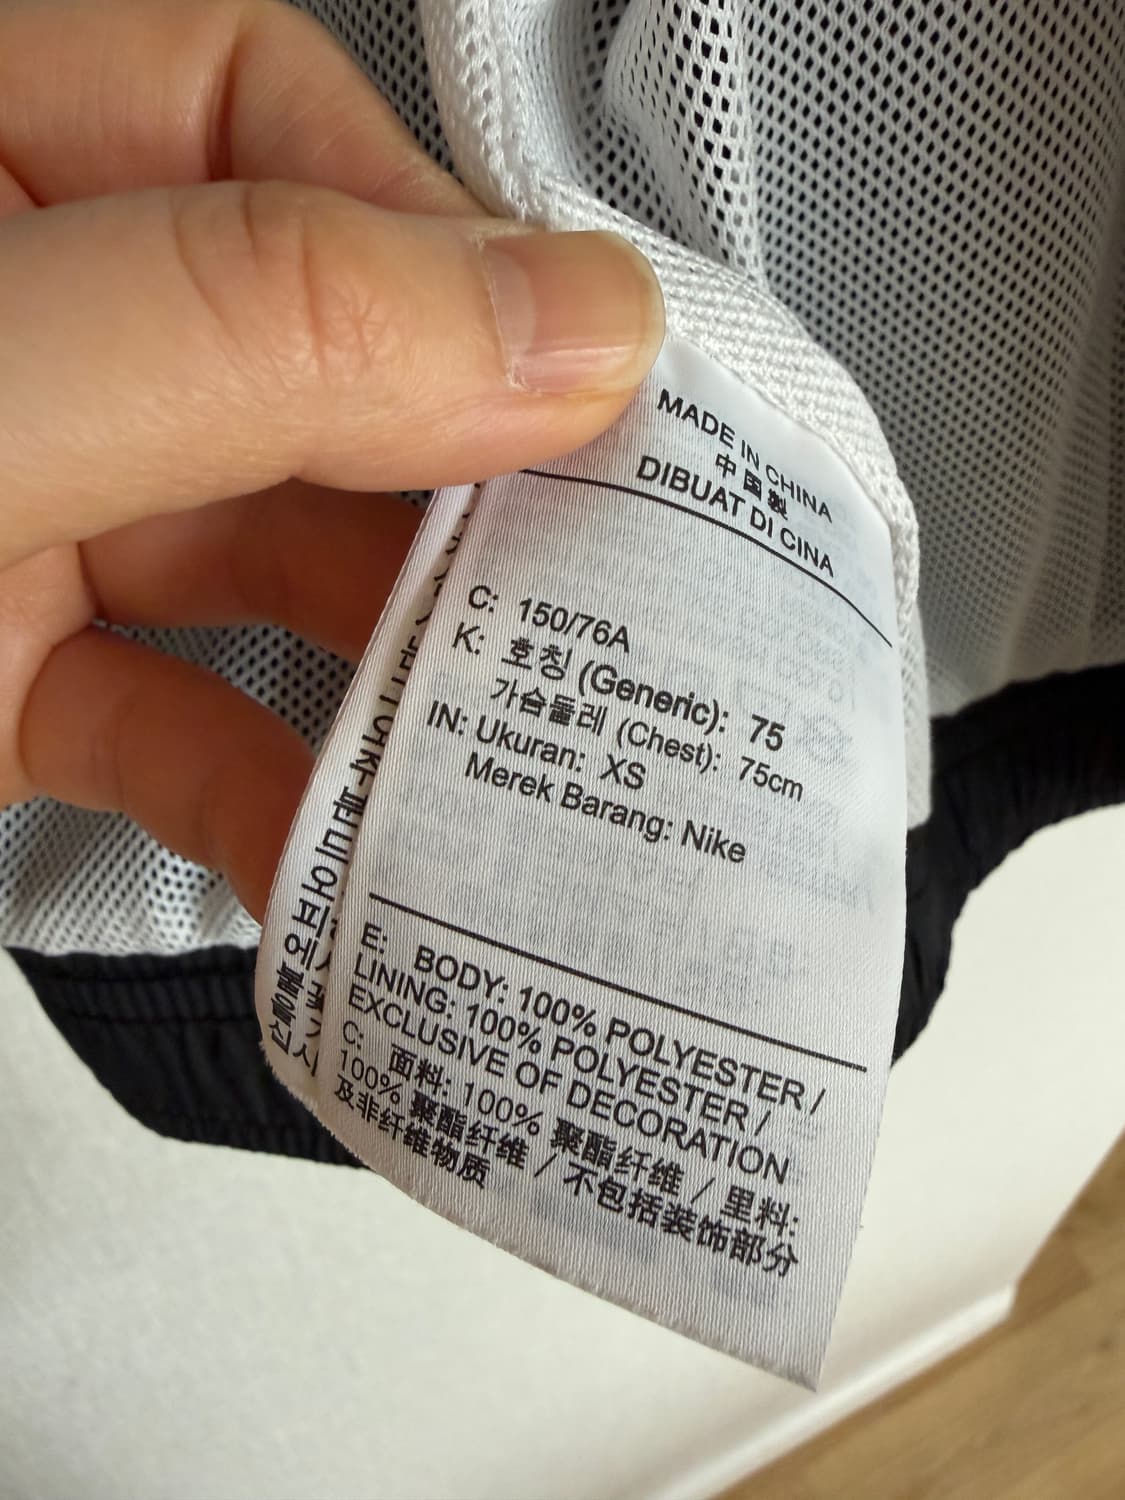 MADE IN CHINA
中国製
DIBUAT DI CINA
C: 150/76A
K: 호칭 (Generic): 75
가슴둘레 (Chest): 75cm
IN: Ukuran: XS
Merek Barang: Nike
E: BODY: 100% POLYESTER /
LINING: 100% POLYESTER /
EXCLUSIVE OF DECORATION
C: 面料: 100% 聚酯纤维 / 里料:
100% 聚酯纤维 / 不包括装饰部分
及非纤维物质